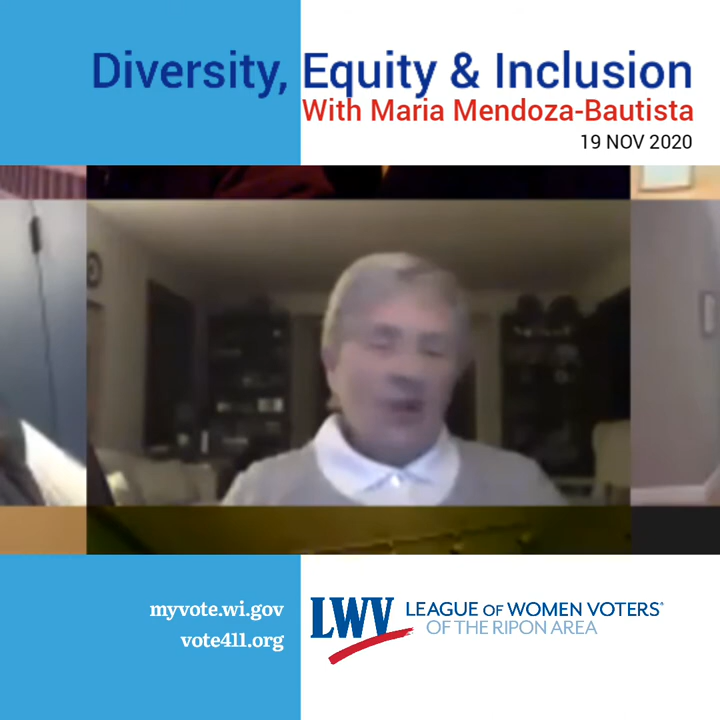 Diversity, Equity & Inclusion
With Maria Mendoza-Bautista
19 NOV 2020
myvote.wi.gov
vote411.org
LWV LEAGUE OF WOMEN VOTERS®
OF THE RIPON AREA